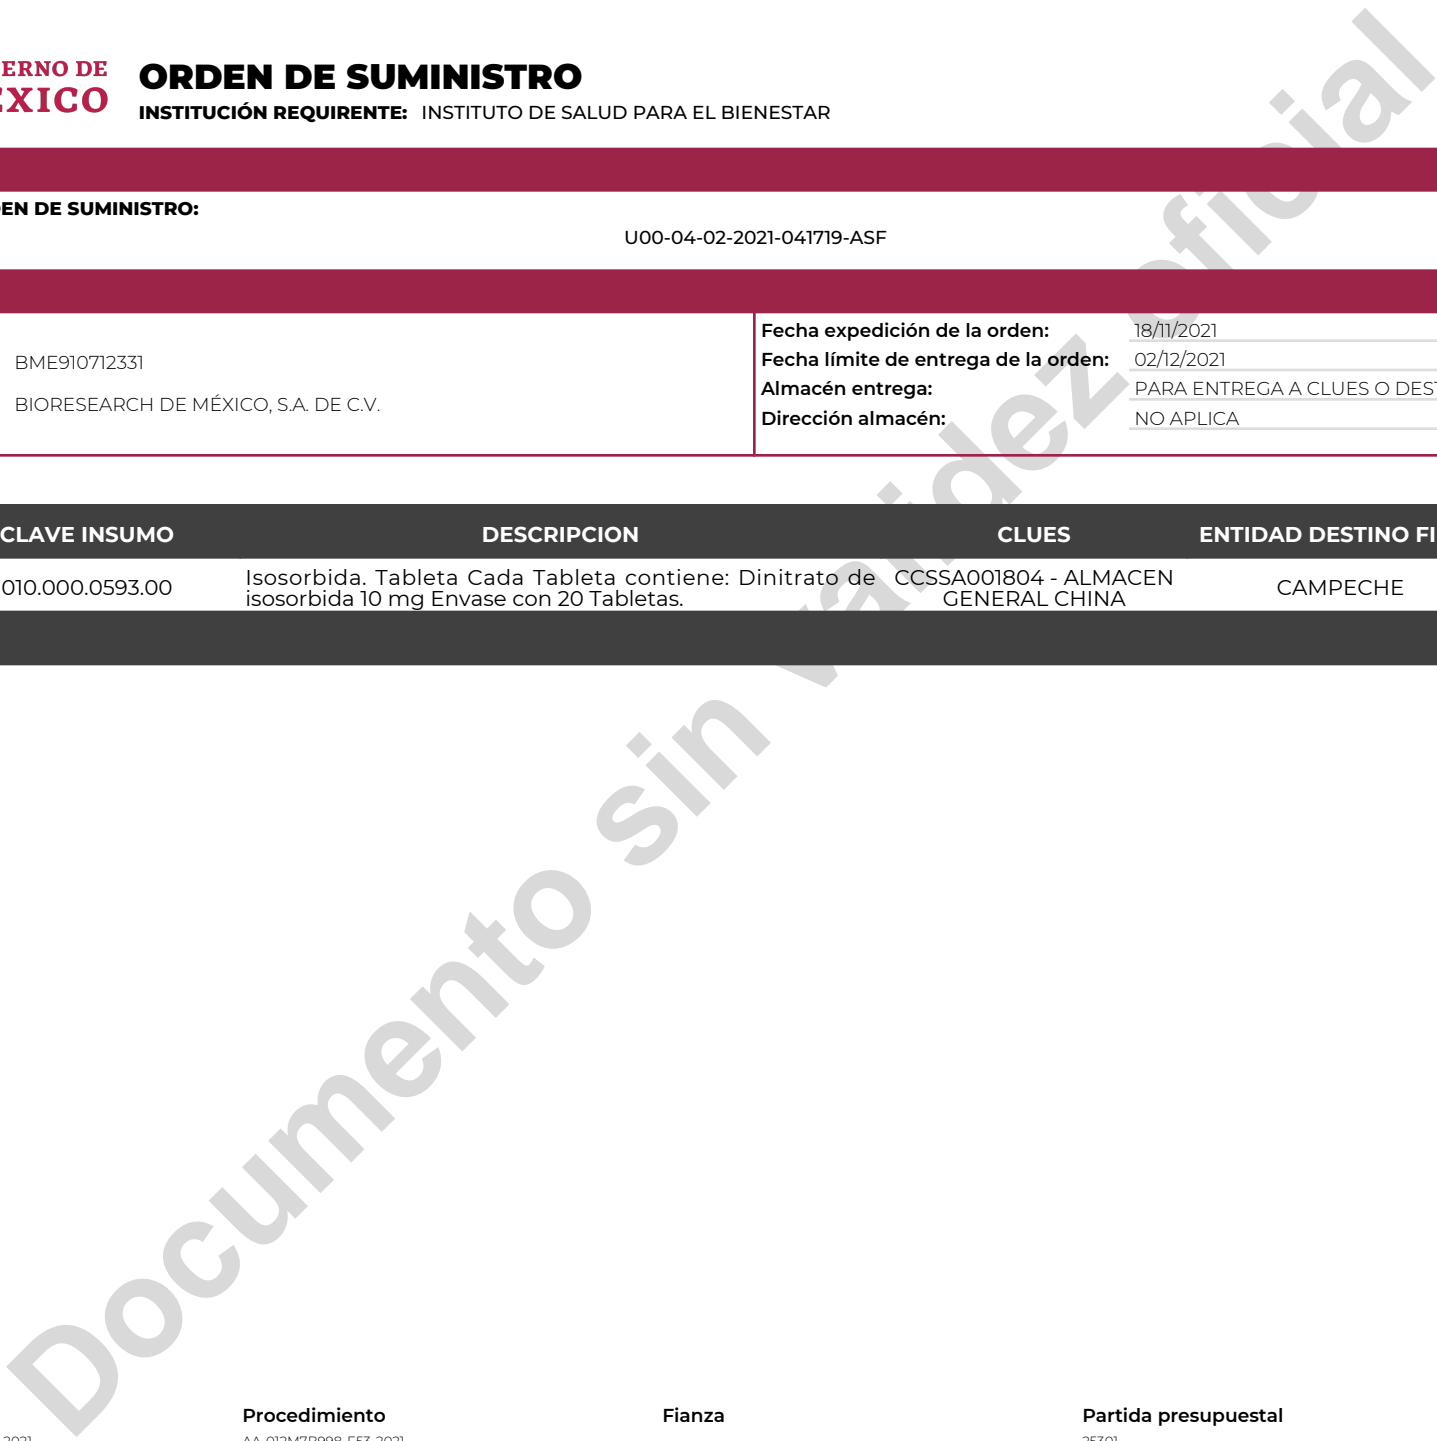 ERNO DE
ORDEN DE SUMINISTRO
XICO
INSTITUCIÓN REQUIRENTE: INSTITUTO DE SALUD PARA EL BIENESTAR
EN DE SUMINISTRO:
U00-04-02-2021-041719-ASF
Fecha expedición de la orden: 18/11/2021
BME910712331
Fecha límite de entrega de la orden: 02/12/2021
Almacén entrega: PARA ENTREGA A CLUES O DEST
BIORESEARCH DE MÉXICO, S.A. DE C.V.
Dirección almacén: NO APLICA
CLAVE INSUMO DESCRIPCION CLUES ENTIDAD DESTINO FI
010.000.0593.00 Isosorbida. Tableta Cada Tableta contiene: Dinitrato de CCSSA001804 - ALMACEN CAMPECHE
isosorbida 10 mg Envase con 20 Tabletas. GENERAL CHINA
Documento sin validez oficial
Procedimiento Fianza Partida presupuestal